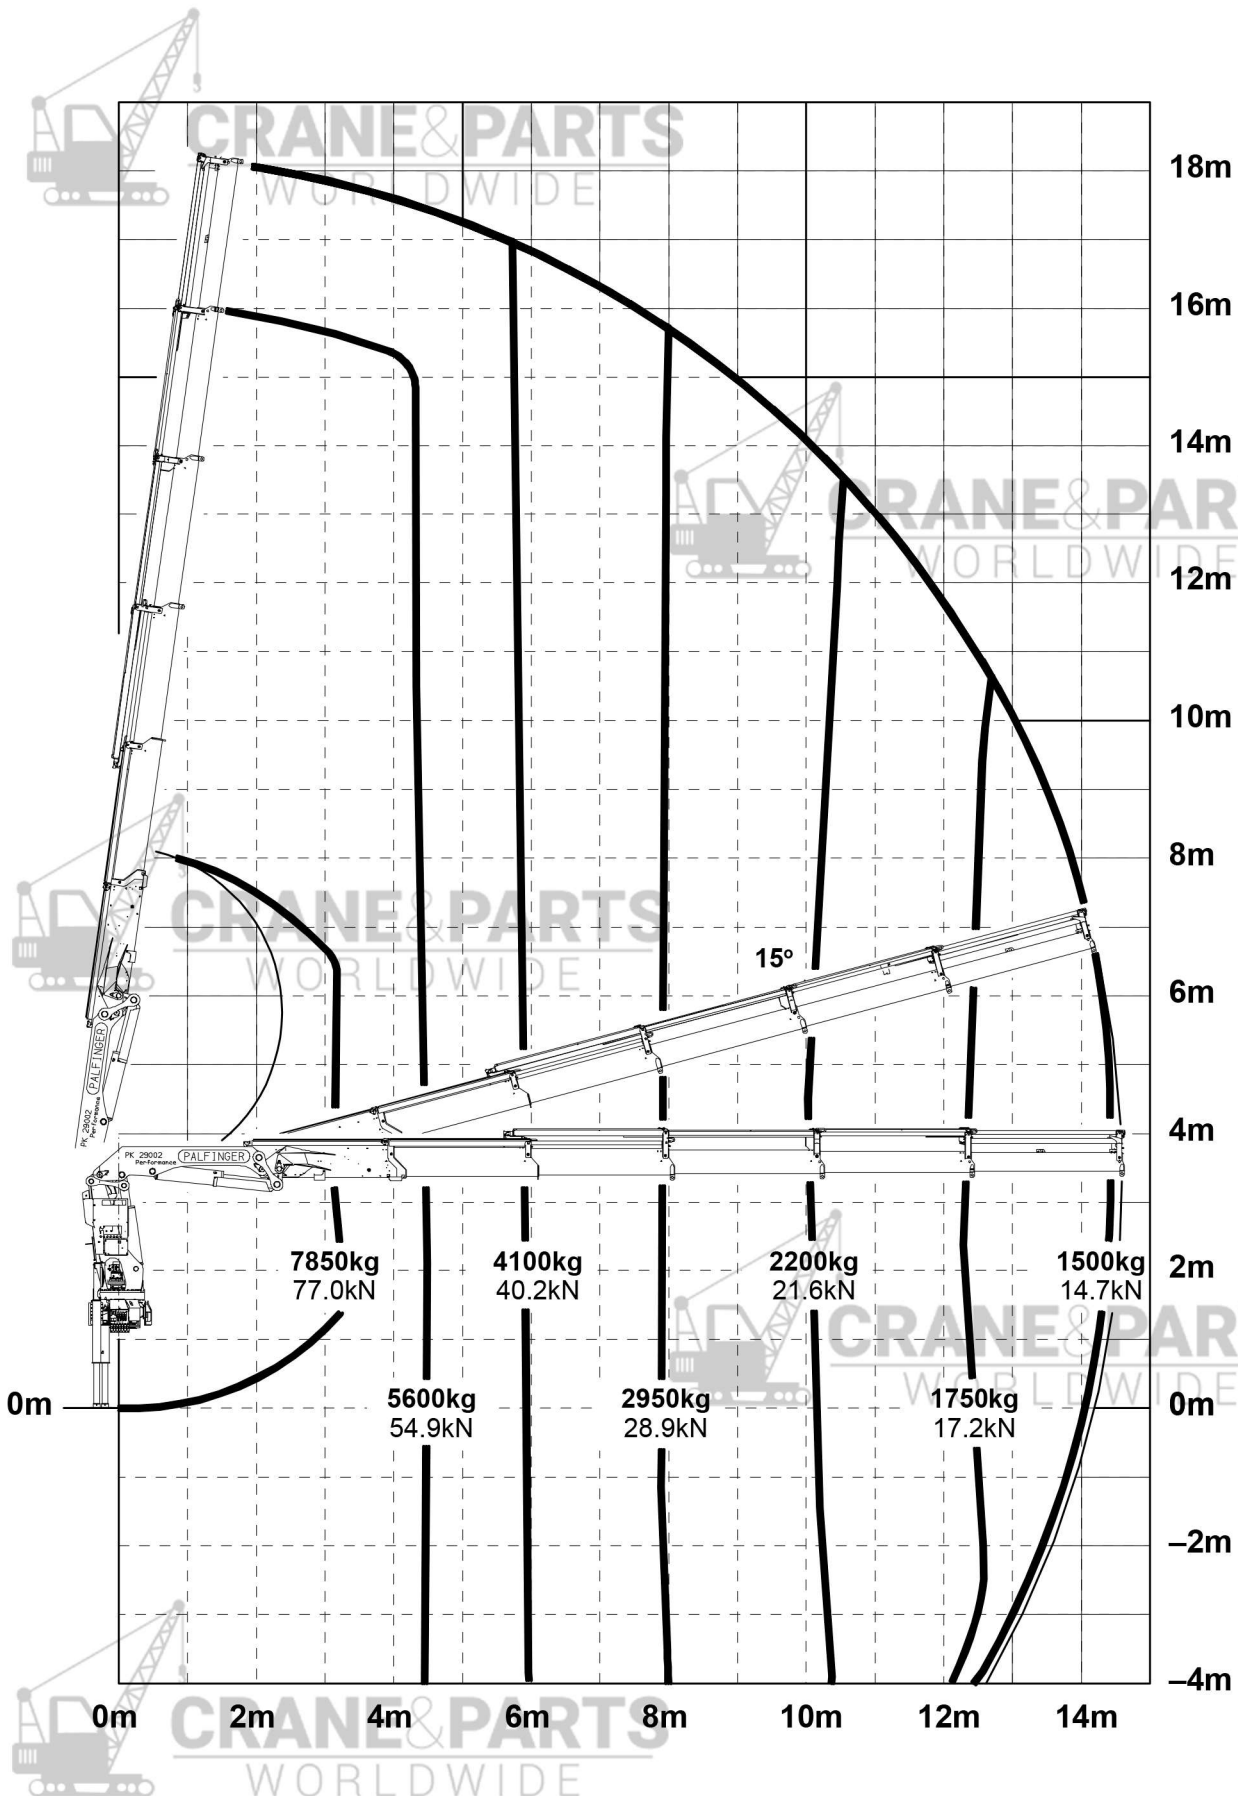 CRANE&PARTS
WORLDWIDE
18m
16m
CRANE&PAR
WORLDWIDE
14m
12m
10m
8m
CRANE&PARTS
WORLDWIDE
15º
6m
PALFINGER
PK 29002
Performance
4m
PK 29002
Performance
PALFINGER
7850kg
77.0kN
4100kg
40.2kN
2200kg
21.6kN
1500kg
14.7kN
2m
CRANE&PAR
WORLDWIDE
0m
5600kg
54.9kN
2950kg
28.9kN
1750kg
17.2kN
0m
–2m
–4m
0m 2m 4m 6m 8m 10m 12m 14m
CRANE&PARTS
WORLDWIDE